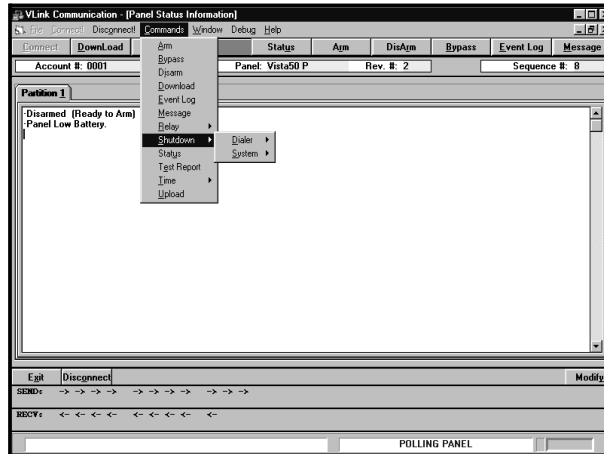 VLink Communication - [Panel Status Information]
File Connect! Disconnect! Commands Window Debug Help
Connect DownLoad Status Arm DisArm Bypass Event Log Message
Account #: 0001 Panel: Vista50 P Rev. #: 2 Sequence #: 8
Partition 1
·Disarmed (Ready to Arm)
·Panel Low Battery.
Arm
Bypass
Disarm
Download
Event Log
Message
Relay
Shutdown
Dialer
System
Status
Test Report
Time
Upload
Exit Disconnect Modify
SEND: -> -> -> -> -> -> -> -> -> -> ->
RECV: <- <- <- <- <- <- <- <- <-
POLLING PANEL